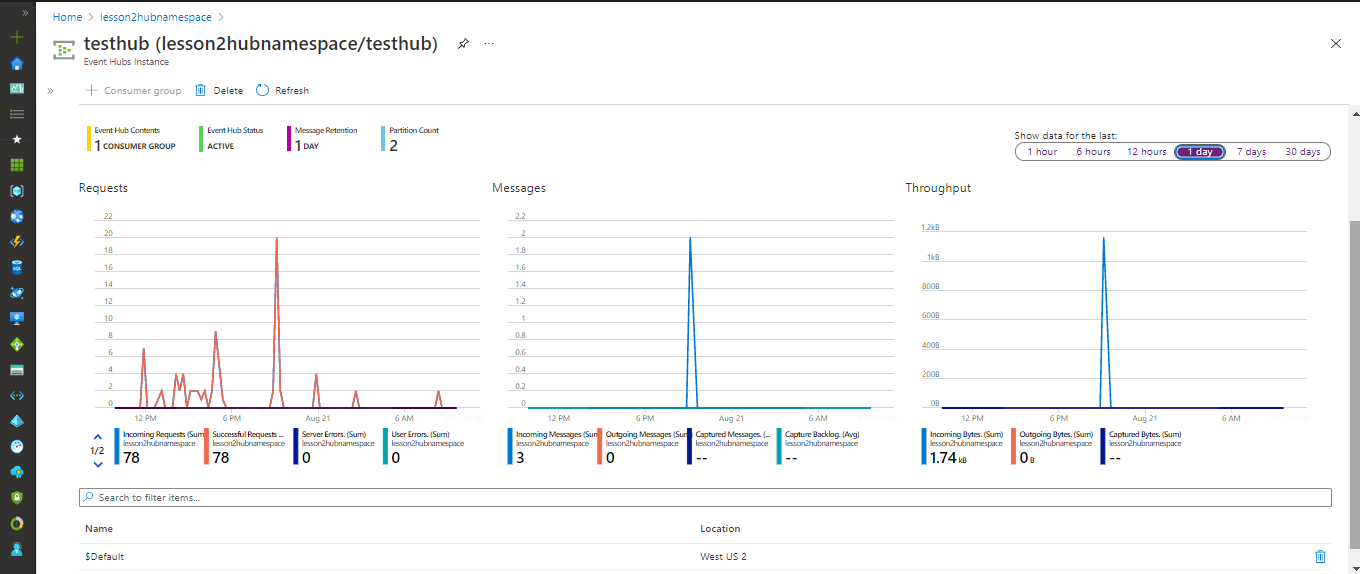 Home > lesson2hubnamespace >
testhub (lesson2hubnamespace/testhub)
Event Hubs Instance
Consumer group Delete Refresh
Event Hub Contents
1 CONSUMER GROUP
Event Hub Status
ACTIVE
Message Retention
1 DAY
Partition Count
2
Show data for the last:
1 hour 6 hours 12 hours 1 day 7 days 30 days
Requests
22
20
18
16
14
12
10
8
6
4
2
0
12 PM 6 PM Aug 21 6 AM
1/2
Incoming Requests (Sum)
lesson2hubnamespace
78
Successful Requests ...
lesson2hubnamespace
78
Server Errors. (Sum)
lesson2hubnamespace
0
User Errors. (Sum)
lesson2hubnamespace
0
Messages
2.2
2
1.8
1.6
1.4
1.2
1
0.8
0.6
0.4
0.2
0
12 PM 6 PM Aug 21 6 AM
Incoming Messages (Sum)
lesson2hubnamespace
3
Outgoing Messages (Sum)
lesson2hubnamespace
0
Captured Messages. (...
lesson2hubnamespace
--
Capture Backlog. (Avg)
lesson2hubnamespace
--
Throughput
1.2kB
1kB
800B
600B
400B
200B
0B
12 PM 6 PM Aug 21 6 AM
Incoming Bytes. (Sum)
lesson2hubnamespace
1.74 kB
Outgoing Bytes. (Sum)
lesson2hubnamespace
0 B
Captured Bytes. (Sum)
lesson2hubnamespace
--
Search to filter items...
Name Location
$Default West US 2